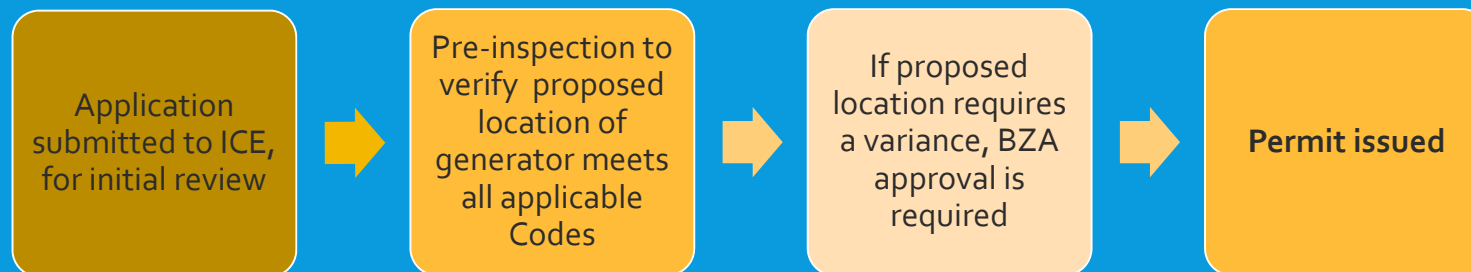 Application
submitted to ICE,
for initial review
Pre-inspection to
verify proposed
location of
generator meets
all applicable
Codes
If proposed
location requires
a variance, BZA
approval is
required
Permit issued